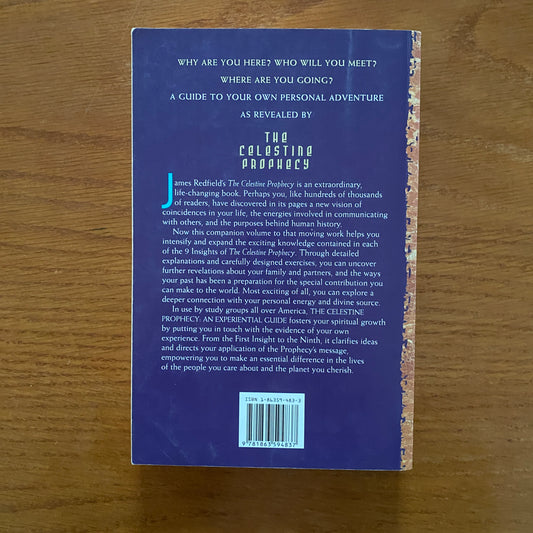 WHY ARE YOU HERE? WHO WILL YOU MEET?
WHERE ARE YOU GOING?
A GUIDE TO YOUR OWN PERSONAL ADVENTURE
AS REVEALED BY
THE
CELESTINE
PROPHECY
James Redfield's The Celestine Prophecy is an extraordinary,
life-changing book. Perhaps you, like hundreds of thousands
of readers, have discovered in its pages a new vision of
coincidences in your life, the energies involved in communicating
with others, and the purposes behind human history.
Now this companion volume to that moving work helps you
intensify and expand the exciting knowledge contained in each
of the 9 Insights of The Celestine Prophecy. Through detailed
explanations and carefully designed exercises, you can uncover
further revelations about your family and partners, and the ways
your past has been a preparation for the special contribution you
can make to the world. Most exciting of all, you can explore a
deeper connection with your personal energy and divine source.
In use by study groups all over America, THE CELESTINE
PROPHECY: AN EXPERIENTIAL GUIDE fosters your spiritual growth
by putting you in touch with the evidence of your own
experience. From the First Insight to the Ninth, it clarifies ideas
and directs your application of the Prophecy's message,
empowering you to make an essential difference in the lives
of the people you care about and the planet you cherish.
ISBN 1-86359-483-3
9 781863 594837